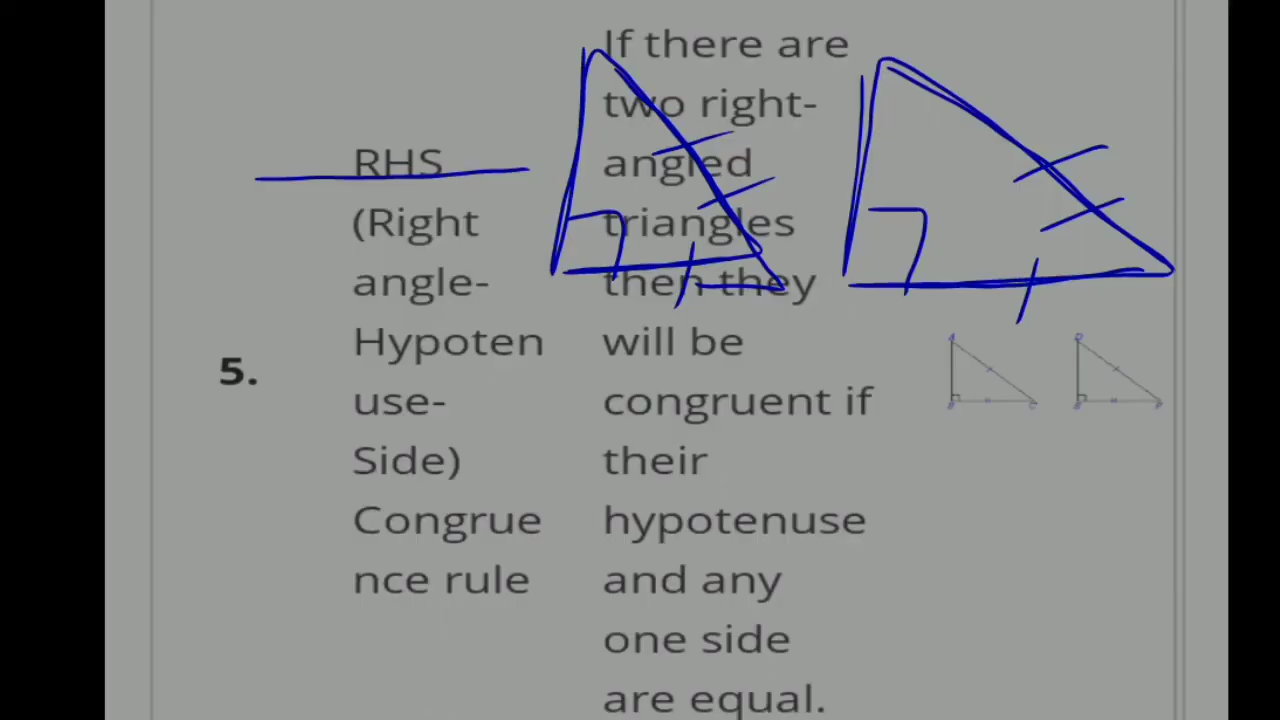 If there are
two right-
RHS angled
(Right triangles
angle- then they
Hypoten will be
5. use- congruent if
Side) their
Congrue hypotenuse
nce rule and any
one side
are equal.